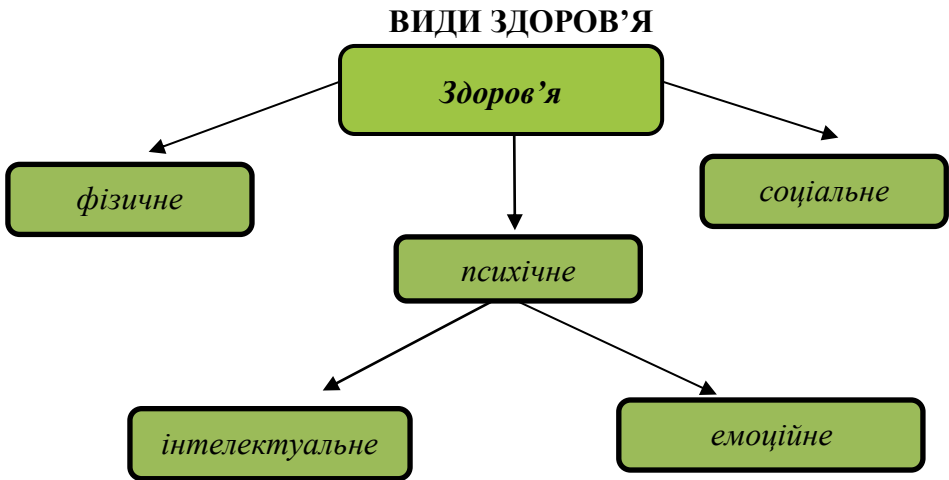 ВИДИ ЗДОРОВ’Я
Здоров’я
фізичне
соціальне
психічне
інтелектуальне
емоційне